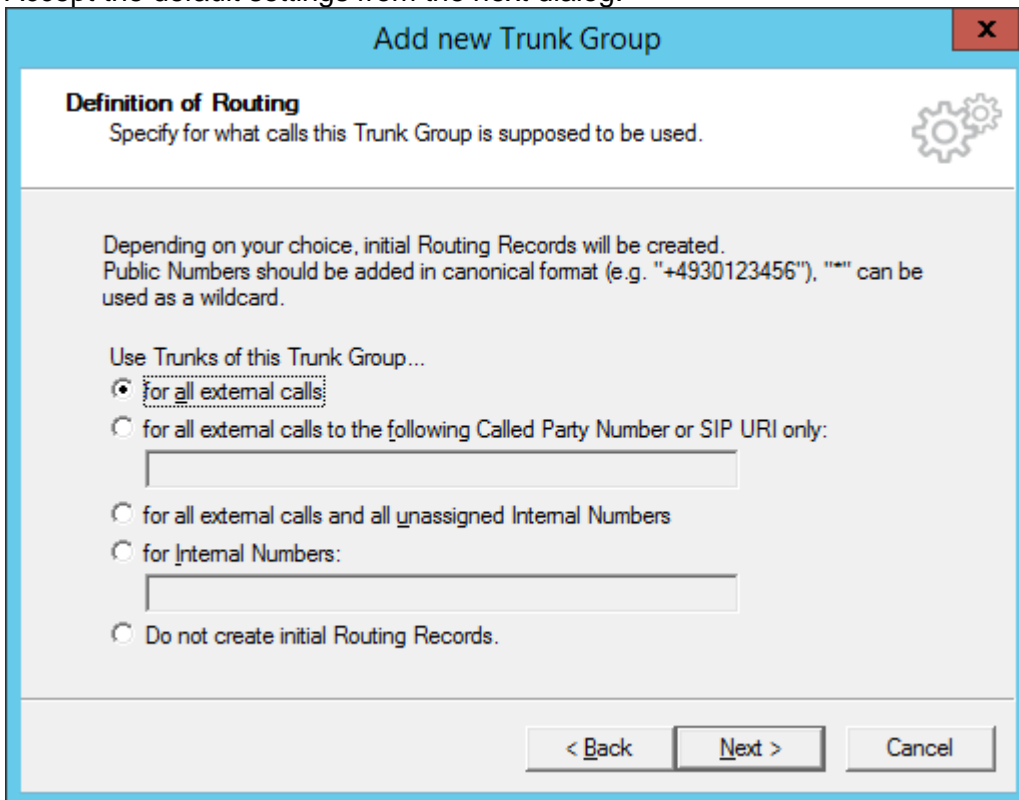 Accept the default settings from the next dialog.
Add new Trunk Group
x
Definition of Routing
Specify for what calls this Trunk Group is supposed to be used.
Depending on your choice, initial Routing Records will be created.
Public Numbers should be added in canonical format (e.g. "+4930123456"), "*" can be
used as a wildcard.
Use Trunks of this Trunk Group...
for all external calls
for all external calls to the following Called Party Number or SIP URI only:
for all external calls and all unassigned Internal Numbers
for Internal Numbers:
Do not create initial Routing Records.
< Back Next > Cancel